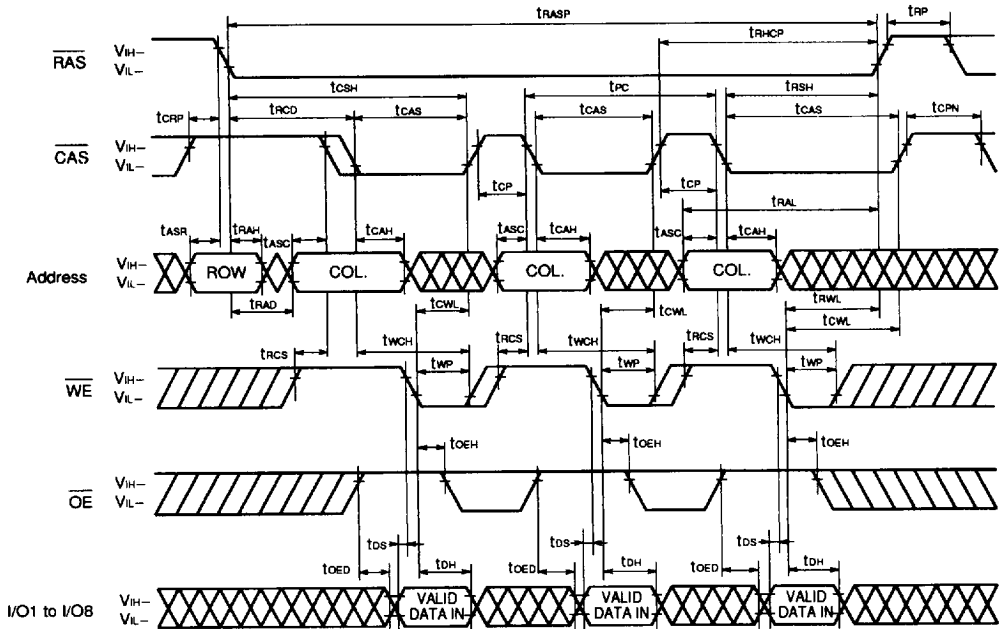 tRASP tRP
tRHCP
RAS VIH–
VIL–
tCSH tPC tRSH
tCRP tRCD tCAS tCAS tCAS tCPN
CAS VIH–
VIL–
tCP tCP
tRAL
tASR tRAH tASC tCAH tASC tCAH tASC tCAH
Address VIH–
VIL–
ROW COL. COL. COL.
tRAD tCWL tCWL tRWL
tCWL
tRCS tWCH tRCS tWCH tRCS tWCH
tWP tWP tWP
WE VIH–
VIL–
tOEH tOEH tOEH
OE VIH–
VIL–
tDS tDS tDS
tOED tDH tOED tDH tOED tDH
I/O1 to I/O8 VIH–
VIL–
VALID DATA IN VALID DATA IN VALID DATA IN